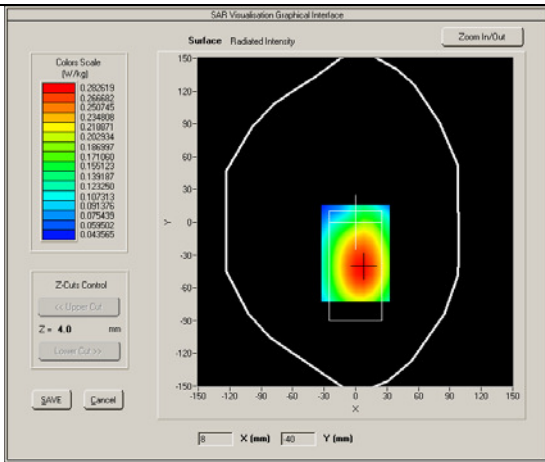 SAR Visualisation Graphical Interface
Surface Radiated Intensity
Zoom In/Out
Colors Scale
(W/kg)
0.282619
0.266682
0.250745
0.234808
0.218871
0.202934
0.186997
0.171060
0.155123
0.139187
0.123250
0.107313
0.091376
0.075439
0.059502
0.043565
Z-Cuts Control
<< Upper Cut
Z = 4.0 mm
Lower Cut >>
SAVE Cancel
150
120
90
60
30
0
-30
-60
-90
-120
-150
Y
-150 -120 -90 -60 -30 0 30 60 90 120 150
X
8 X (mm) -40 Y (mm)